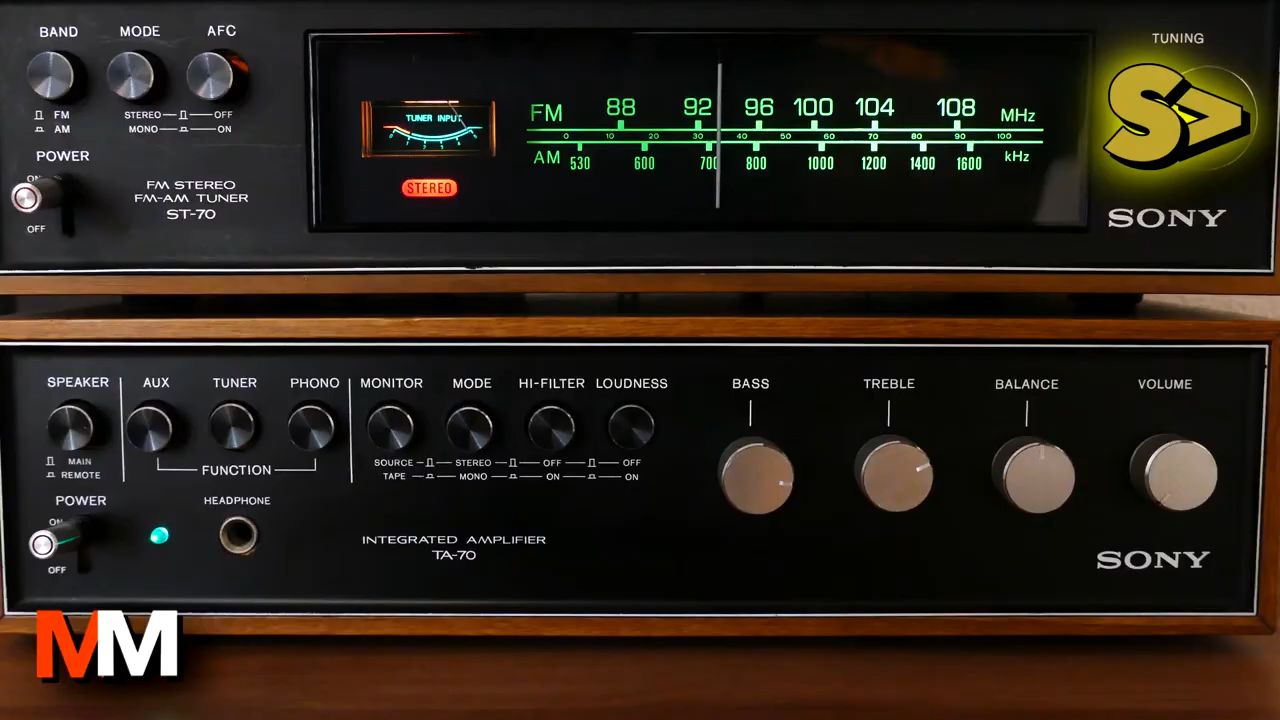 BAND MODE AFC
TUNING
FM
AM
STEREO OFF
MONO ON
POWER
ON
OFF
FM STEREO
FM-AM TUNER
ST-70
TUNER INPUT
STEREO
FM 88 92 96 100 104 108 MHz
0 10 20 30 40 50 60 70 80 90 100
AM 530 600 700 800 1000 1200 1400 1600 kHz
SONY
SPEAKER AUX TUNER PHONO MONITOR MODE HI-FILTER LOUDNESS BASS TREBLE BALANCE VOLUME
MAIN
REMOTE
FUNCTION
SOURCE STEREO OFF OFF
TAPE MONO ON ON
POWER
ON
OFF
HEADPHONE
INTEGRATED AMPLIFIER
TA-70
SONY
MM